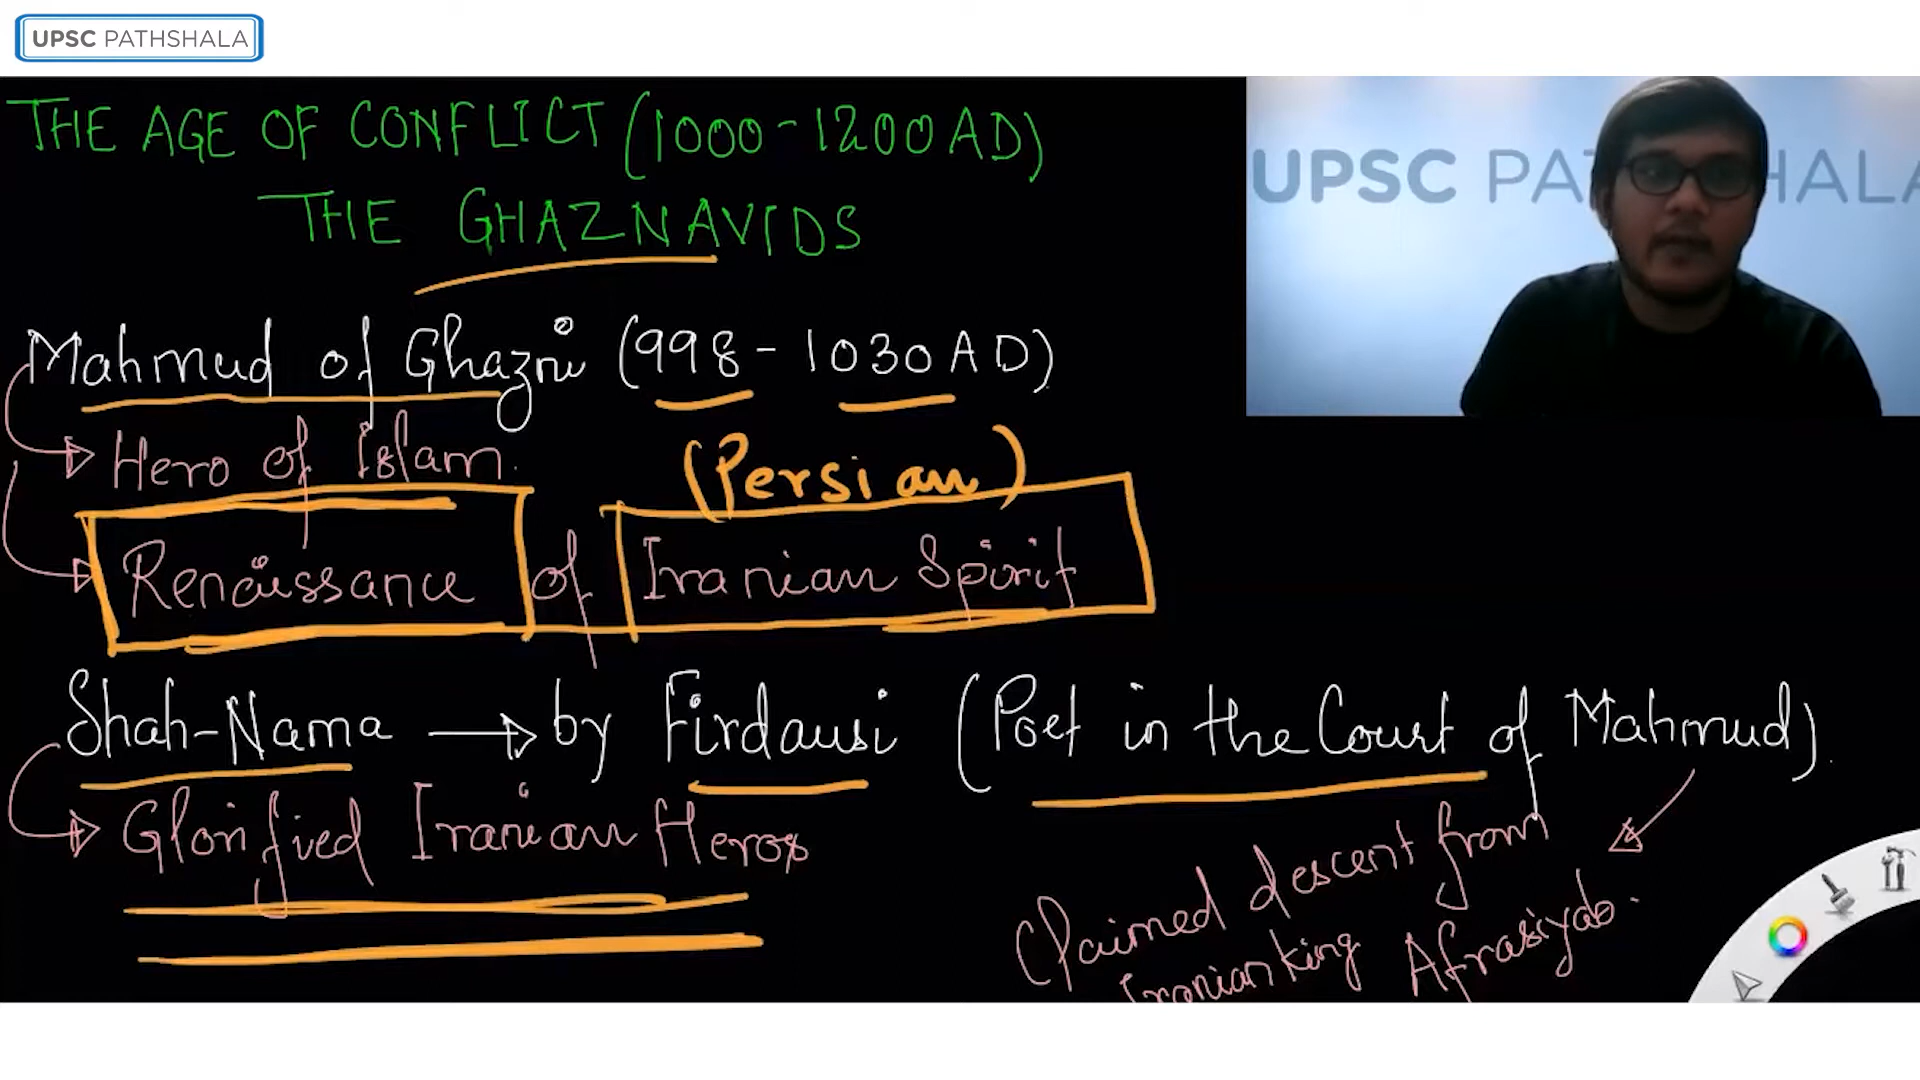 UPSC PATHSHALA
THE AGE OF CONFLICT (1000-1200 AD)
THE GHAZNAVIDS
UPSC PA HALA
Mahmud of Ghazni (998 - 1030 AD)
Hero of Islam.
(Persian)
Renaissance of Iranian Spirit
Shah-Nama → by Firdausi (Poet in the Court of Mahmud).
Glorified Iranian Heros
Claimed descent from
Iranian king Afrasiyab.